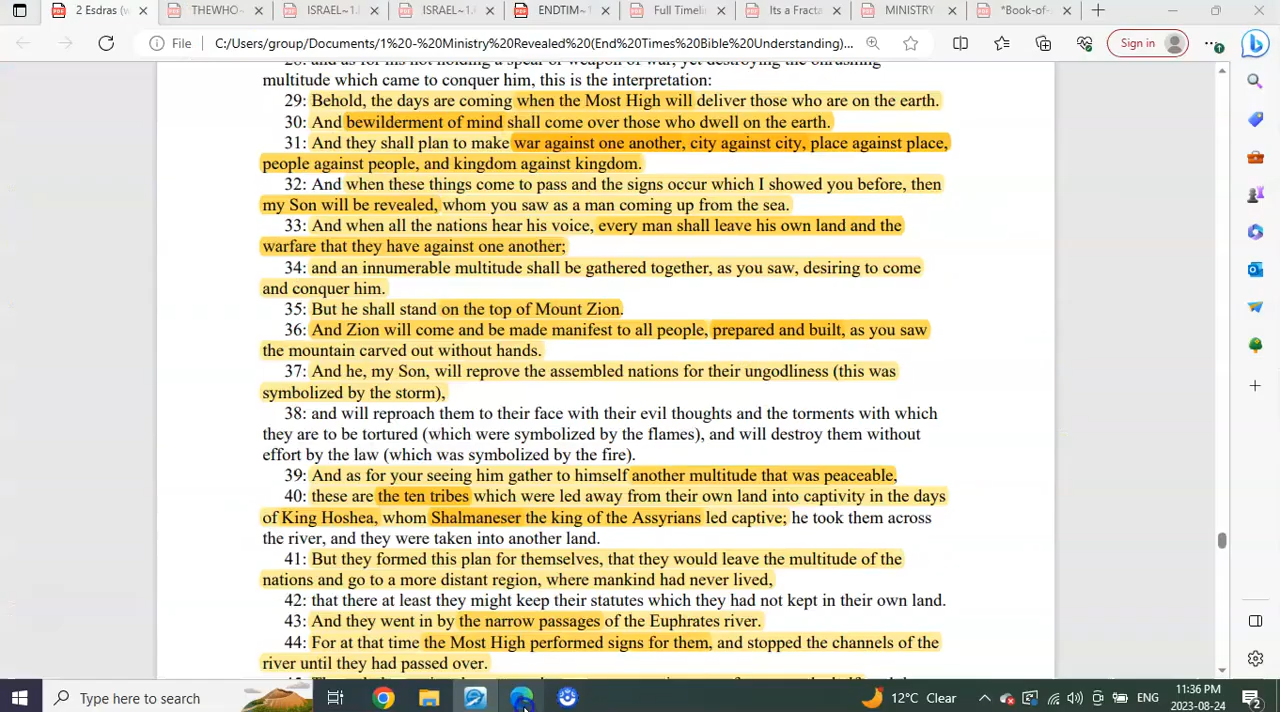 2 Esdras (w
THEWHO~
ISRAEL~1.
ISRAEL~1.
ENDTIM~
Full Timeli
Its a Fracta
MINISTRY
*Book-of-
File
C:/Users/group/Documents/1%20-%20Ministry%20Revealed%20(End%20Times%20Bible%20Understanding)...
Sign in
28: and as for his not holding a spear or weapon of war, yet destroying the onrushing
multitude which came to conquer him, this is the interpretation:
29: Behold, the days are coming when the Most High will deliver those who are on the earth.
30: And bewilderment of mind shall come over those who dwell on the earth.
31: And they shall plan to make war against one another, city against city, place against place,
people against people, and kingdom against kingdom.
32: And when these things come to pass and the signs occur which I showed you before, then
my Son will be revealed, whom you saw as a man coming up from the sea.
33: And when all the nations hear his voice, every man shall leave his own land and the
warfare that they have against one another;
34: and an innumerable multitude shall be gathered together, as you saw, desiring to come
and conquer him.
35: But he shall stand on the top of Mount Zion.
36: And Zion will come and be made manifest to all people, prepared and built, as you saw
the mountain carved out without hands.
37: And he, my Son, will reprove the assembled nations for their ungodliness (this was
symbolized by the storm),
38: and will reproach them to their face with their evil thoughts and the torments with which
they are to be tortured (which were symbolized by the flames), and will destroy them without
effort by the law (which was symbolized by the fire).
39: And as for your seeing him gather to himself another multitude that was peaceable,
40: these are the ten tribes which were led away from their own land into captivity in the days
of King Hoshea, whom Shalmaneser the king of the Assyrians led captive; he took them across
the river, and they were taken into another land.
41: But they formed this plan for themselves, that they would leave the multitude of the
nations and go to a more distant region, where mankind had never lived,
42: that there at least they might keep their statutes which they had not kept in their own land.
43: And they went in by the narrow passages of the Euphrates river.
44: For at that time the Most High performed signs for them, and stopped the channels of the
river until they had passed over.
Type here to search
12°C Clear
ENG
11:36 PM
2023-08-24
2